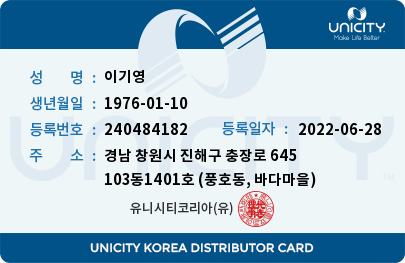 UNICITY
Make Life Better
성 명 : 이기영
생년월일 : 1976-01-10
등록번호 : 240484182 등록일자 : 2022-06-28
주 소 : 경남 창원시 진해구 충장로 645
103동1401호 (풍호동, 바다마을)
유니시티코리아(유)
UNICITY KOREA DISTRIBUTOR CARD